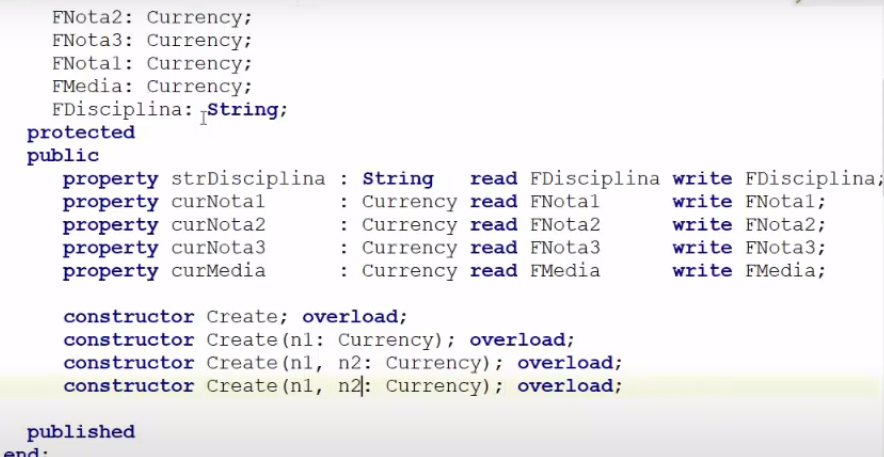 FNota2: Currency;
FNota3: Currency;
FNota1: Currency;
FMedia: Currency;
FDisciplina: String;
protected
public
property strDisciplina : String read FDisciplina write FDisciplina;
property curNota1 : Currency read FNota1 write FNota1;
property curNota2 : Currency read FNota2 write FNota2;
property curNota3 : Currency read FNota3 write FNota3;
property curMedia : Currency read FMedia write FMedia;
constructor Create; overload;
constructor Create(n1: Currency); overload;
constructor Create(n1, n2: Currency); overload;
constructor Create(n1, n2: Currency); overload;
published
end;